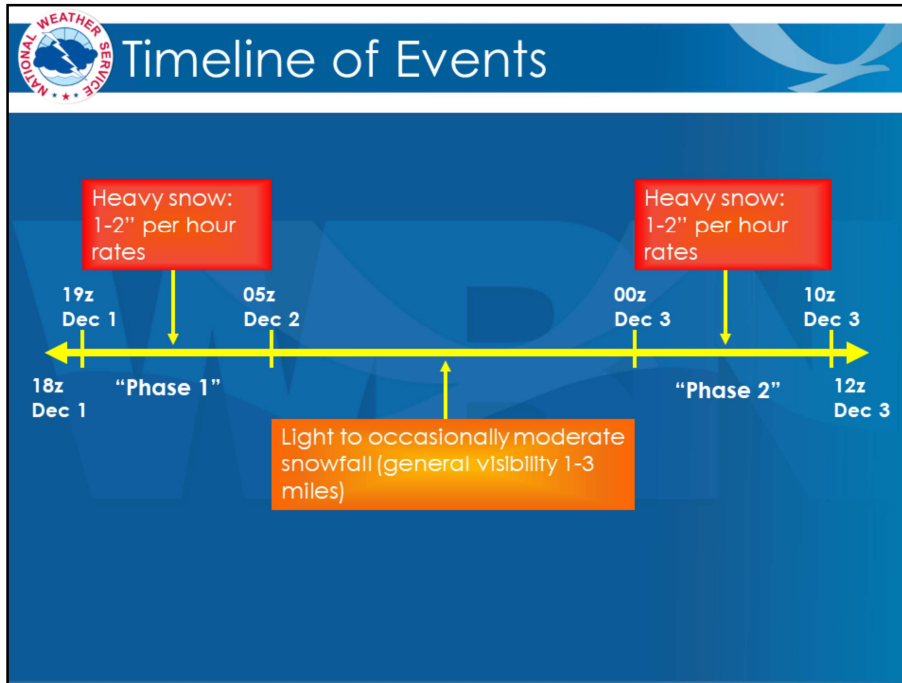 NATIONAL WEATHER SERVICE
Timeline of Events
Heavy snow:
1-2” per hour
rates
Heavy snow:
1-2” per hour
rates
19z
Dec 1
05z
Dec 2
00z
Dec 3
10z
Dec 3
18z
Dec 1
“Phase 1”
“Phase 2”
12z
Dec 3
Light to occasionally moderate
snowfall (general visibility 1-3
miles)
WRN